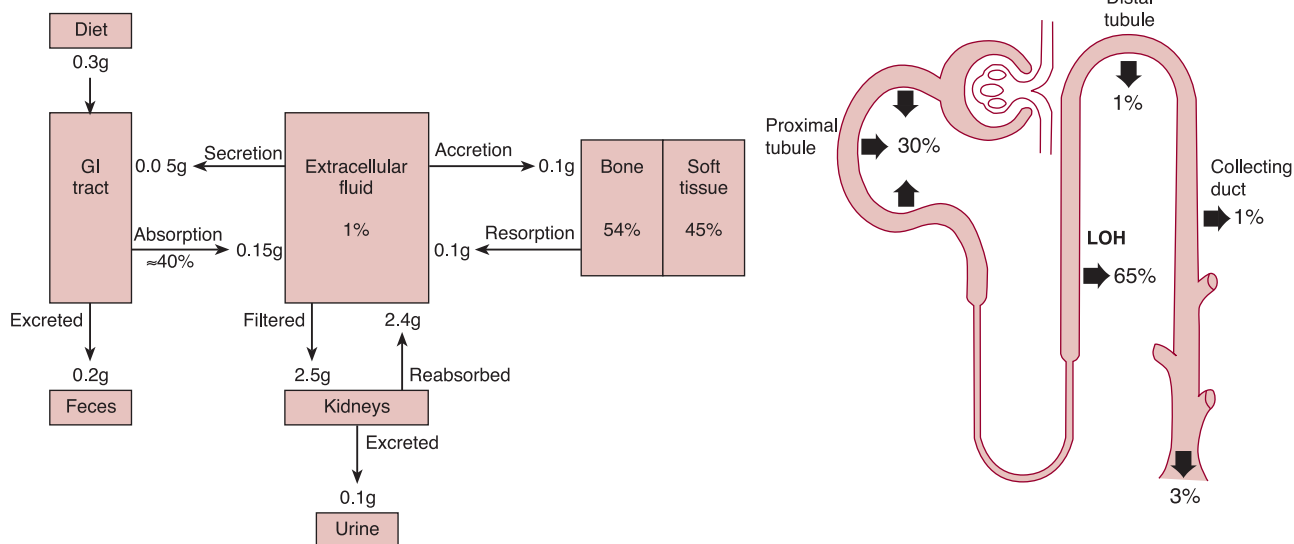 Diet
0.3g
GI
tract
0.0 5g
Secretion
Absorption
≈40%
0.15g
Excreted
0.2g
Feces
Extracellular
fluid
1%
Accretion
0.1g
Resorption
0.1g
Bone
54%
Soft
tissue
45%
Filtered
2.5g
2.4g
Reabsorbed
Kidneys
Excreted
0.1g
Urine
Distal
tubule
1%
Proximal
tubule
30%
LOH
65%
Collecting
duct
1%
3%